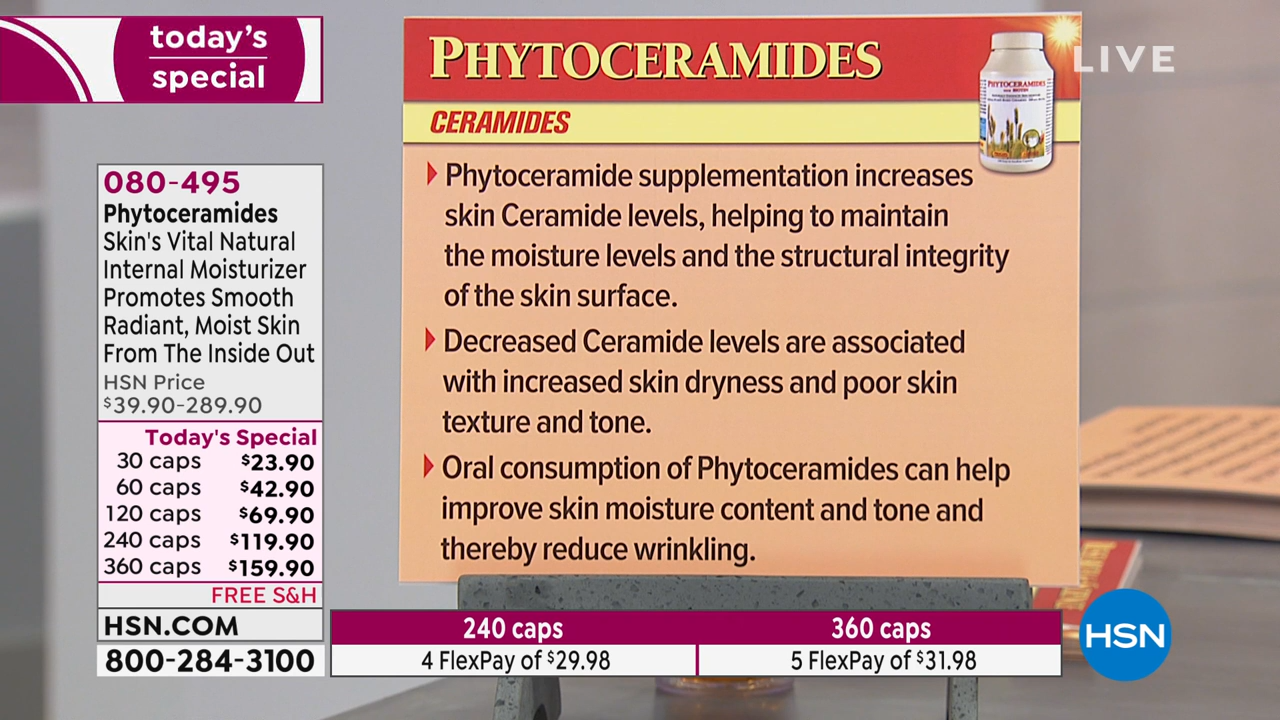 today's
special
080-495
Phytoceramides
Skin's Vital Natural
Internal Moisturizer
Promotes Smooth
Radiant, Moist Skin
From The Inside Out
HSN Price
$39.90-289.90
Today's Special
30 caps $23.90
60 caps $42.90
120 caps $69.90
240 caps $119.90
360 caps $159.90
FREE S&H
HSN.COM
800-284-3100
LIVE
PHYTOCERAMIDES
CERAMIDES
Phytoceramide supplementation increases
skin Ceramide levels, helping to maintain
the moisture levels and the structural integrity
of the skin surface.
Decreased Ceramide levels are associated
with increased skin dryness and poor skin
texture and tone.
Oral consumption of Phytoceramides can help
improve skin moisture content and tone and
thereby reduce wrinkling.
PHYTOCERAMIDES
240 caps 360 caps
4 FlexPay of $29.98 5 FlexPay of $31.98
HSN